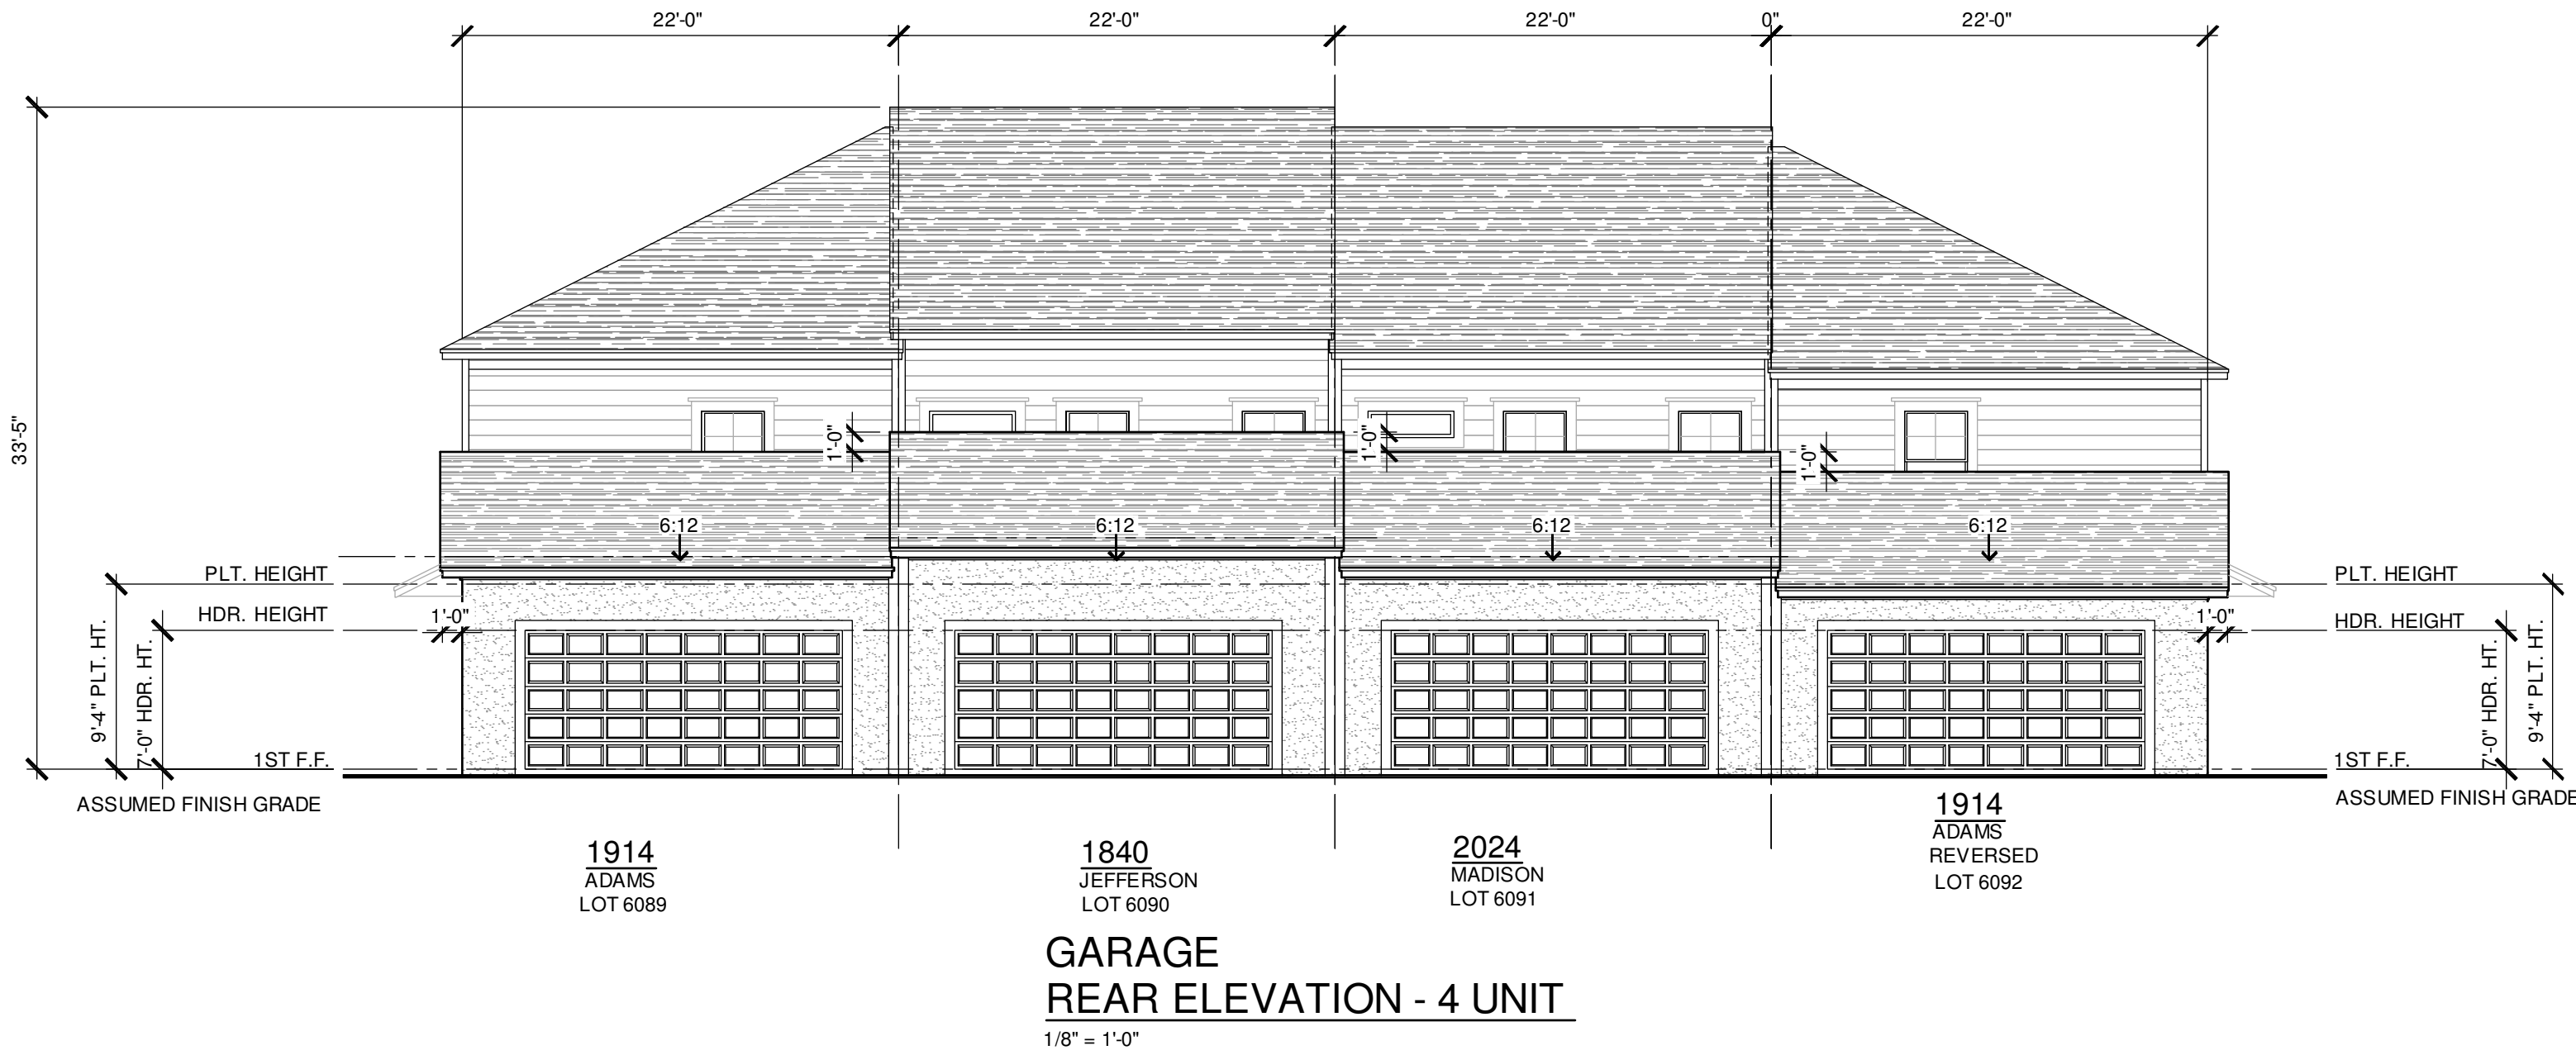 22'-0"
22'-0"
22'-0"
0"
22'-0"
33'-5"
1'-0"
1'-0"
1'-0"
6:12
6:12
6:12
6:12
PLT. HEIGHT
HDR. HEIGHT
1'-0"
9'-4" PLT. HT.
7'-0" HDR. HT.
1ST F.F.
ASSUMED FINISH GRADE
PLT. HEIGHT
1'-0"
HDR. HEIGHT
7'-0" HDR. HT.
9'-4" PLT. HT.
1ST F.F.
ASSUMED FINISH GRADE
1914
ADAMS
LOT 6089
1840
JEFFERSON
LOT 6090
2024
MADISON
LOT 6091
1914
ADAMS
REVERSED
LOT 6092
GARAGE
REAR ELEVATION - 4 UNIT
1/8" = 1'-0"